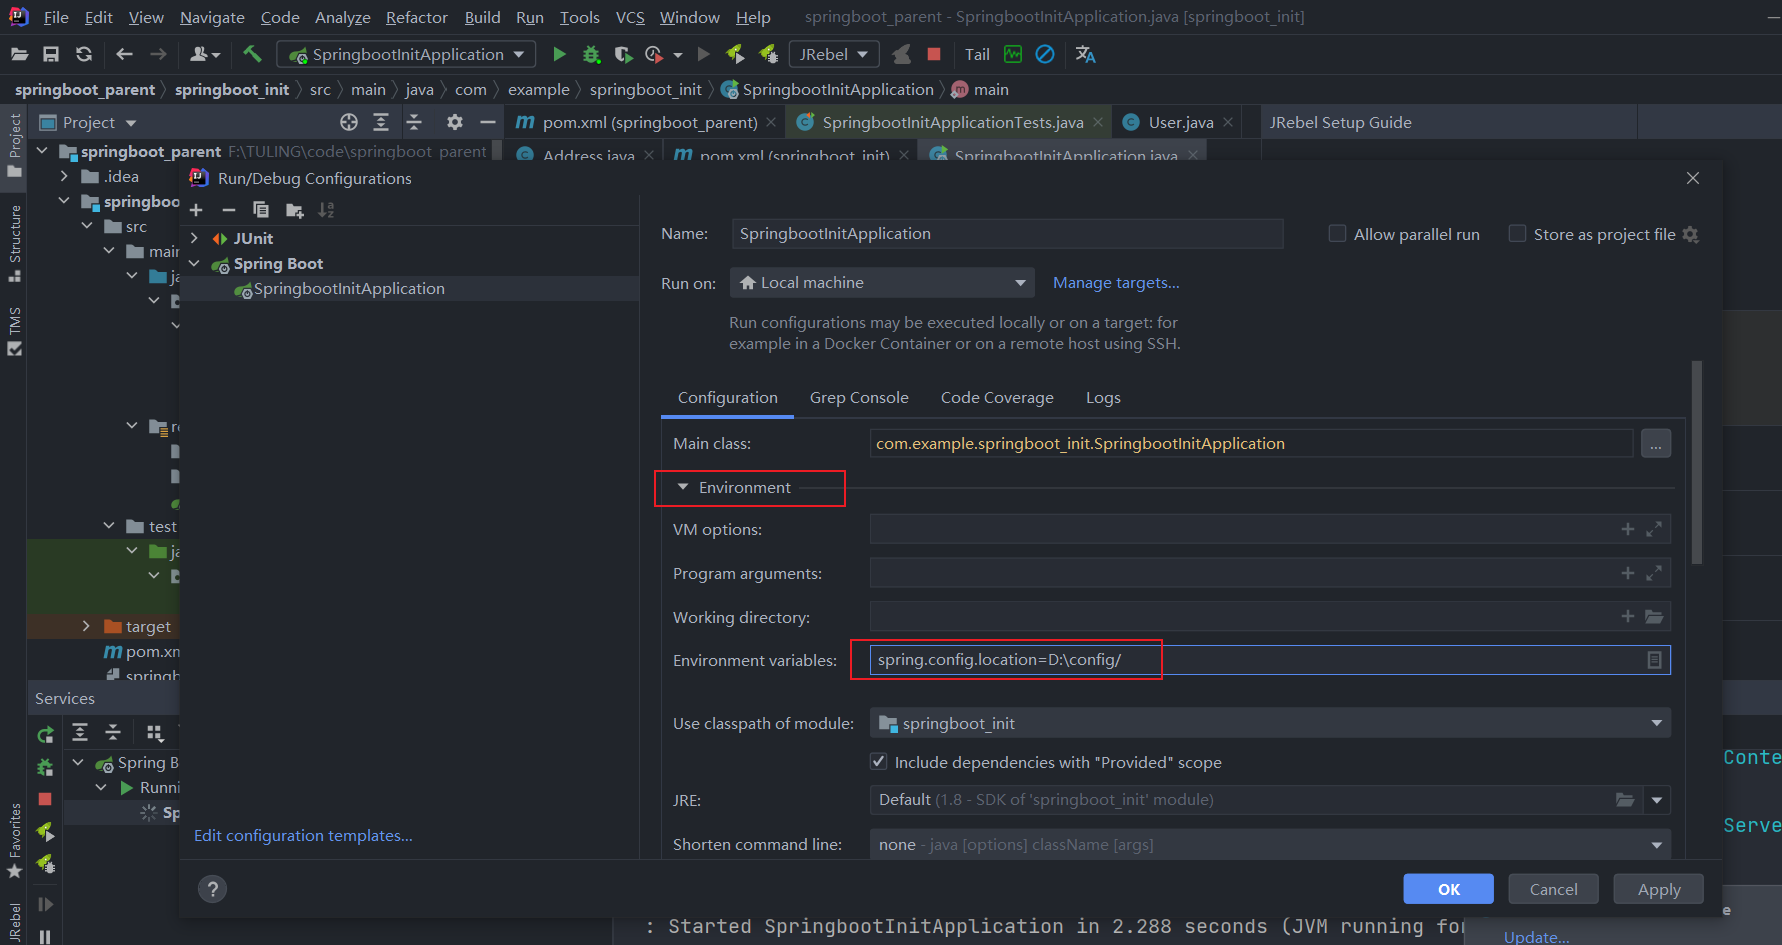 File Edit View Navigate Code Analyze Refactor Build Run Tools VCS Window Help springboot_parent - SpringbootInitApplication.java [springboot_init]
SpringbootInitApplication JRebel Tail
springboot_parent springboot_init src main java com example springboot_init SpringbootInitApplication main
Project pom.xml (springboot_parent) SpringbootInitApplicationTests.java User.java JRebel Setup Guide
springboot_parent F:\TULING\code\springboot_parent Address.java pom.xml (springboot_init) SpringbootInitApplication.java
.idea
springboo
src
main
ja
re
test
ja
target
pom.xm
springb
Project
Structure
TMS
Favorites
JRebel
Run/Debug Configurations
JUnit
Spring Boot
SpringbootInitApplication
Edit configuration templates...
Name: SpringbootInitApplication Allow parallel run Store as project file
Run on: Local machine Manage targets...
Run configurations may be executed locally or on a target: for
example in a Docker Container or on a remote host using SSH.
Configuration Grep Console Code Coverage Logs
Main class: com.example.springboot_init.SpringbootInitApplication ...
Environment
VM options:
Program arguments:
Working directory:
Environment variables: spring.config.location=D:\config/
Use classpath of module: springboot_init
Include dependencies with "Provided" scope
JRE: Default (1.8 - SDK of 'springboot_init' module)
Shorten command line: none - java [options] className [args]
? OK Cancel Apply
Services
Spring B
Runni
Sp
Conte
Serve
: Started SpringbootInitApplication in 2.288 seconds (JVM running for
e
Update...